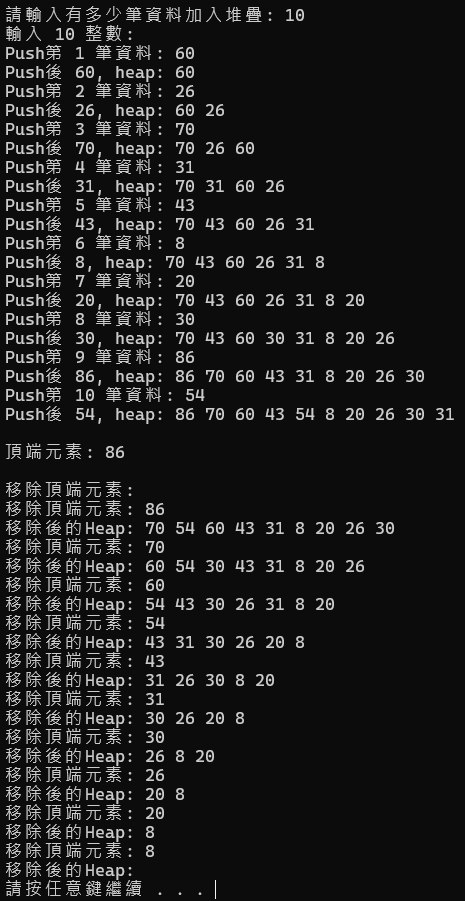 請輸入有多少筆資料加入堆疊: 10
輸入 10 整數:
Push第 1 筆資料: 60
Push後 60, heap: 60
Push第 2 筆資料: 26
Push後 26, heap: 60 26
Push第 3 筆資料: 70
Push後 70, heap: 70 26 60
Push第 4 筆資料: 31
Push後 31, heap: 70 31 60 26
Push第 5 筆資料: 43
Push後 43, heap: 70 43 60 26 31
Push第 6 筆資料: 8
Push後 8, heap: 70 43 60 26 31 8
Push第 7 筆資料: 20
Push後 20, heap: 70 43 60 26 31 8 20
Push第 8 筆資料: 30
Push後 30, heap: 70 43 60 30 31 8 20 26
Push第 9 筆資料: 86
Push後 86, heap: 86 70 60 43 31 8 20 26 30
Push第 10 筆資料: 54
Push後 54, heap: 86 70 60 43 54 8 20 26 30 31
頂端元素: 86
移除頂端元素:
移除頂端元素: 86
移除後的Heap: 70 54 60 43 31 8 20 26 30
移除頂端元素: 70
移除後的Heap: 60 54 30 43 31 8 20 26
移除頂端元素: 60
移除後的Heap: 54 43 30 26 31 8 20
移除頂端元素: 54
移除後的Heap: 43 31 30 26 20 8
移除頂端元素: 43
移除後的Heap: 31 26 30 8 20
移除頂端元素: 31
移除後的Heap: 30 26 20 8
移除頂端元素: 30
移除後的Heap: 26 8 20
移除頂端元素: 26
移除後的Heap: 20 8
移除頂端元素: 20
移除後的Heap: 8
移除頂端元素: 8
移除後的Heap:
請按任意鍵繼續 . . .